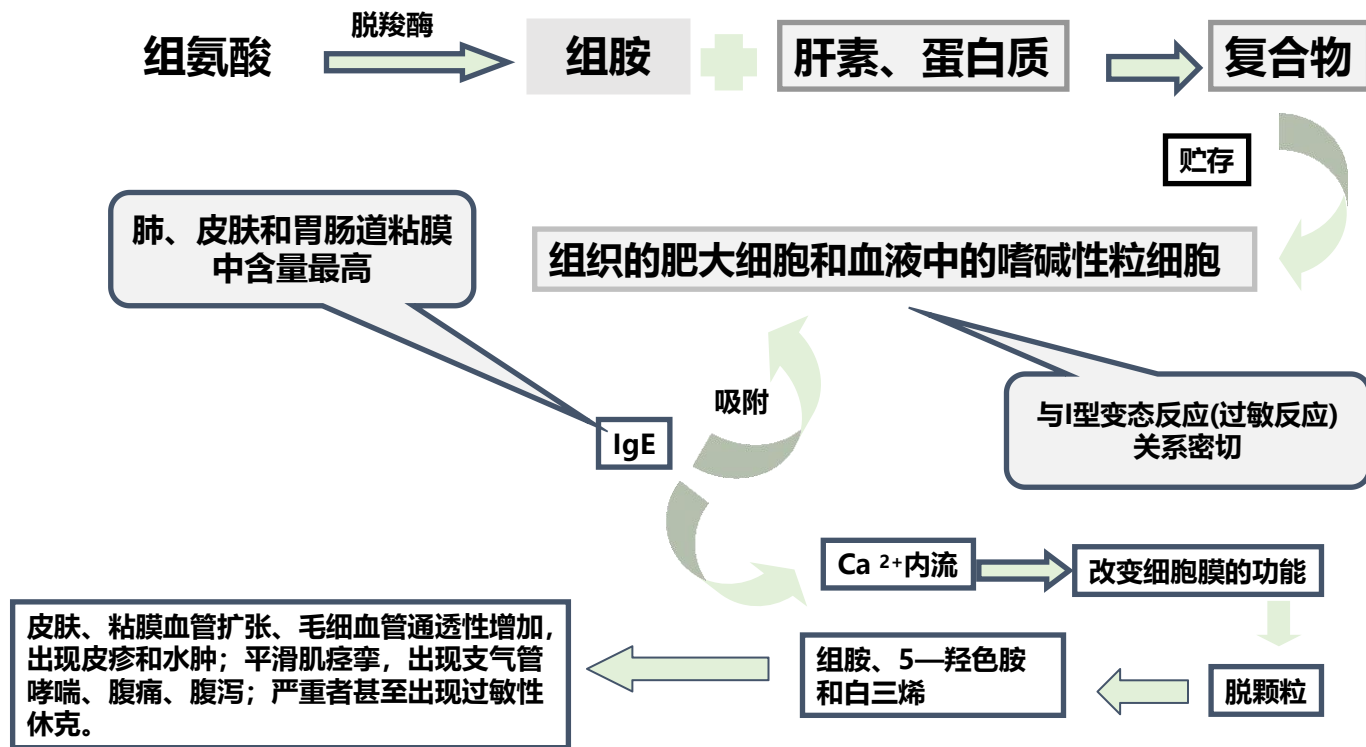 脱羧酶
组氨酸
组胺
肝素、蛋白质
复合物
贮存
肺、皮肤和胃肠道粘膜
中含量最高
组织的肥大细胞和血液中的嗜碱性粒细胞
与I型变态反应(过敏反应)
关系密切
吸附
IgE
Ca ²⁺内流
改变细胞膜的功能
皮肤、粘膜血管扩张、毛细血管通透性增加，
出现皮疹和水肿；平滑肌痉挛，出现支气管
哮喘、腹痛、腹泻；严重者甚至出现过敏性
休克。
组胺、5—羟色胺
和白三烯
脱颗粒